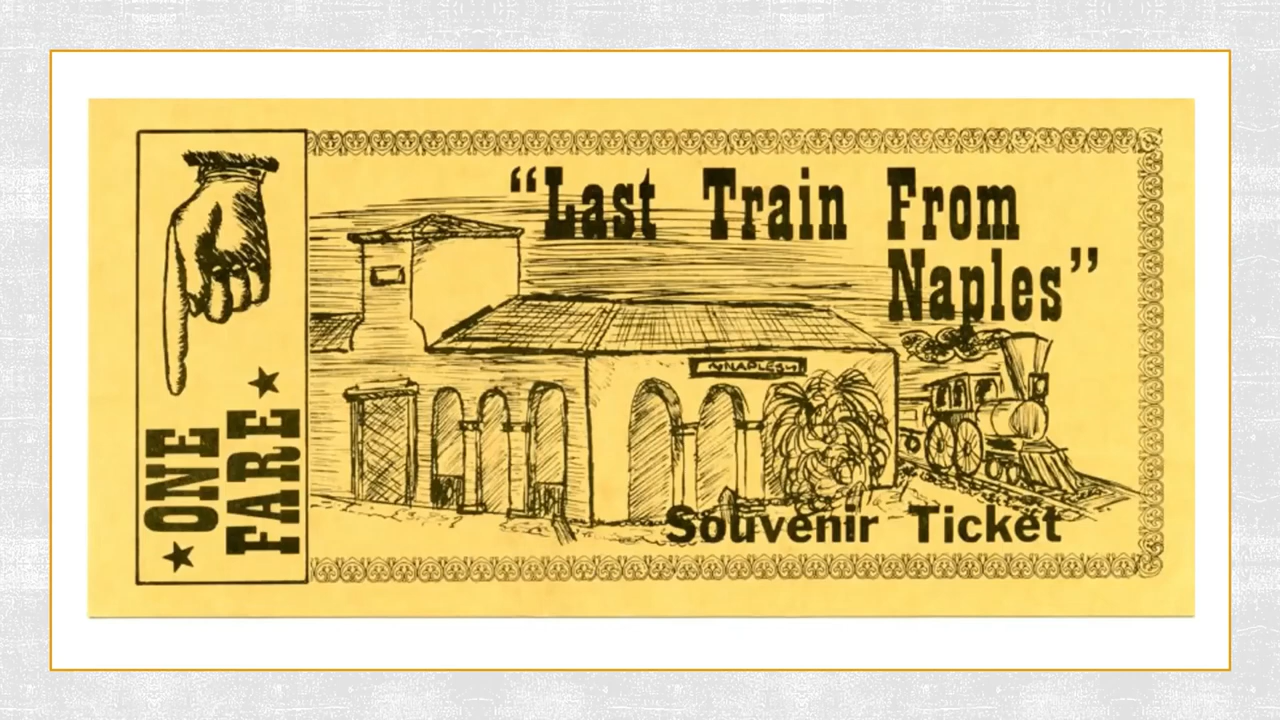 ONE
FARE
“Last Train From
Naples”
NAPLES
Souvenir Ticket